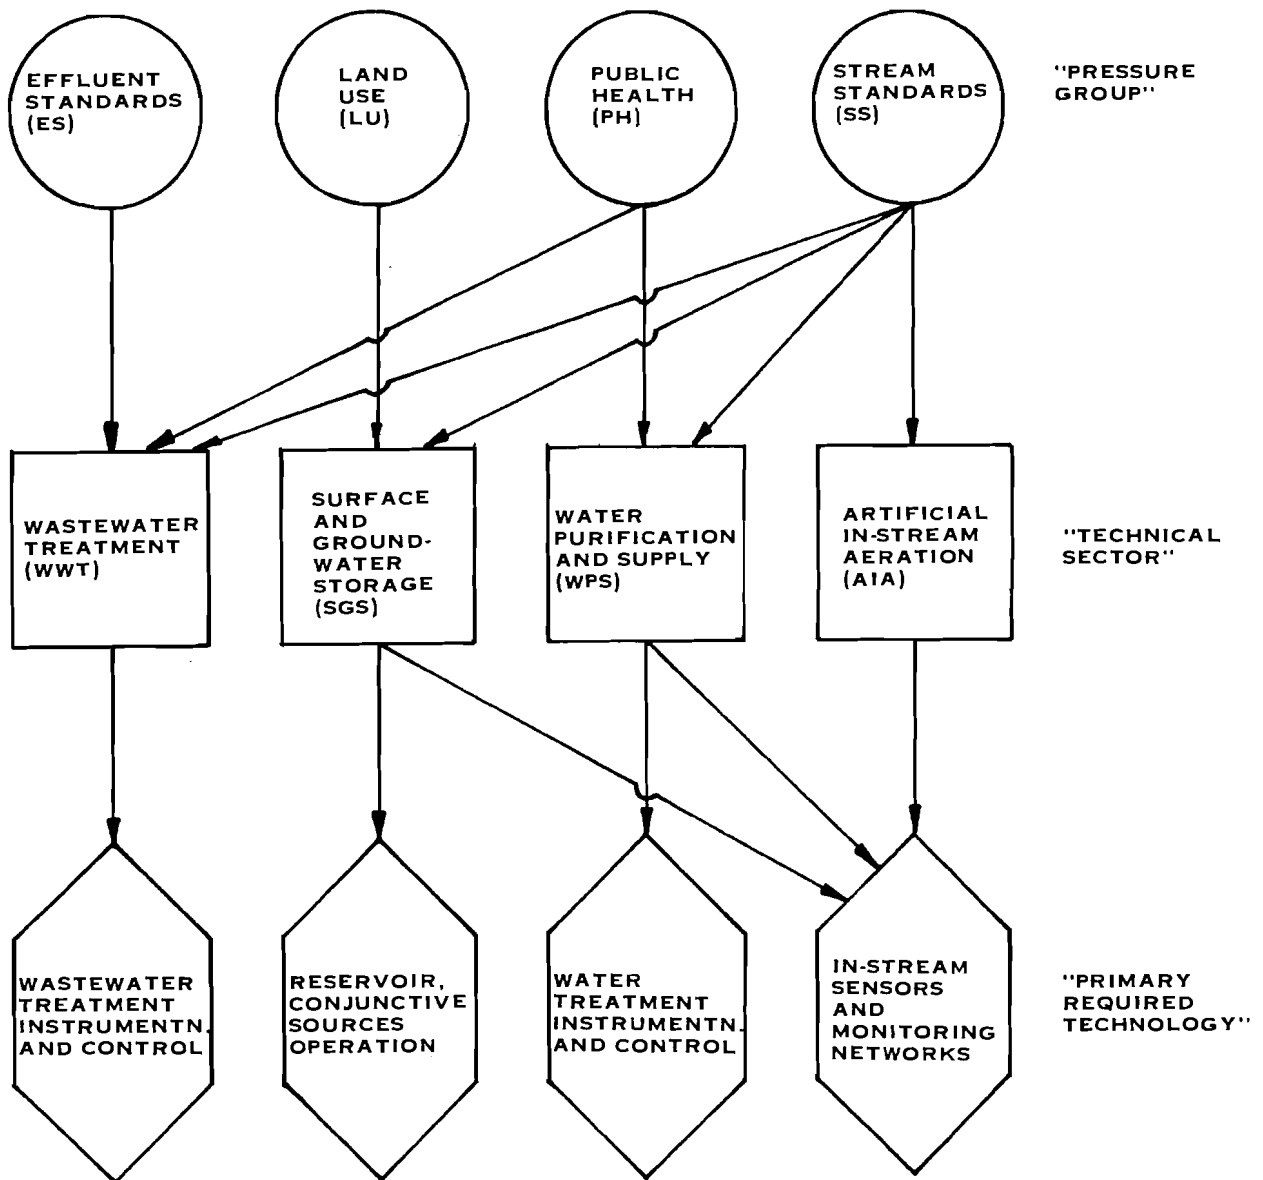 EFFLUENT
STANDARDS
(ES)
LAND
USE
(LU)
PUBLIC
HEALTH
(PH)
STREAM
STANDARDS
(SS)
"PRESSURE
GROUP"
WASTEWATER
TREATMENT
(WWT)
SURFACE
AND
GROUND-
WATER
STORAGE
(SGS)
WATER
PURIFICATION
AND SUPPLY
(WPS)
ARTIFICIAL
IN-STREAM
AERATION
(AIA)
"TECHNICAL
SECTOR"
WASTEWATER
TREATMENT
INSTRUMENTN.
AND CONTROL
RESERVOIR,
CONJUNCTIVE
SOURCES
OPERATION
WATER
TREATMENT
INSTRUMENTN.
AND CONTROL
IN-STREAM
SENSORS
AND
MONITORING
NETWORKS
"PRIMARY
REQUIRED
TECHNOLOGY"